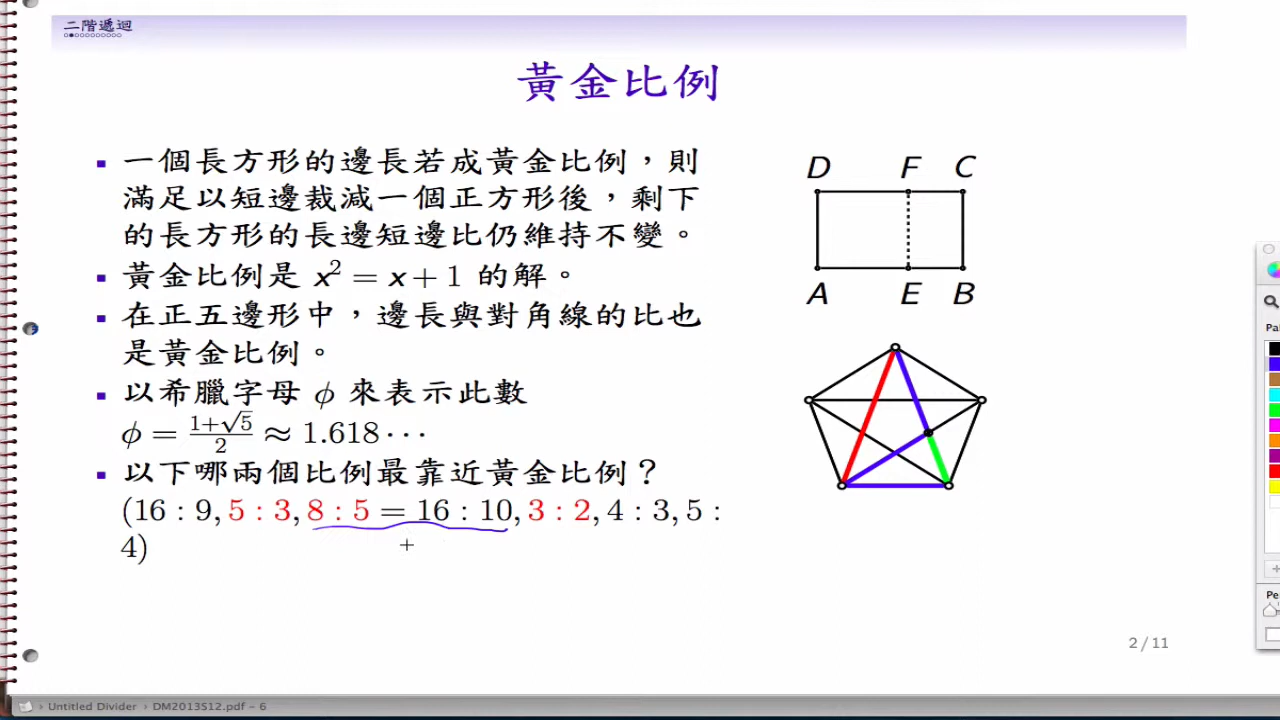 二階遞迴
黃金比例
一個長方形的邊長若成黃金比例，則
滿足以短邊裁減一個正方形後，剩下
的長方形的長邊短邊比仍維持不變。
黃金比例是 x² = x + 1 的解。
在正五邊形中，邊長與對角線的比也
是黃金比例。
以希臘字母 ϕ 來表示此數
ϕ = (1+√5)/2 ≈ 1.618⋯
以下哪兩個比例最靠近黃金比例？
(16 : 9, 5 : 3, 8 : 5 = 16 : 10, 3 : 2, 4 : 3, 5 :
4)
D F C
A E B
2 / 11
Untitled Divider › DM2013S12.pdf – 6
Pal
Pe